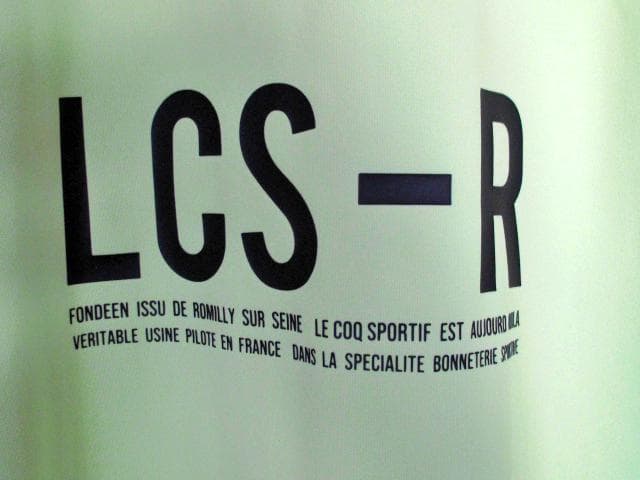 LCS — R
FONDEEN ISSU DE ROMILLY SUR SEINE LE COQ SPORTIF EST AUJOURD
VERITABLE USINE PILOTE EN FRANCE DANS LA SPECIALITE BONNETERIE SPORTIVE